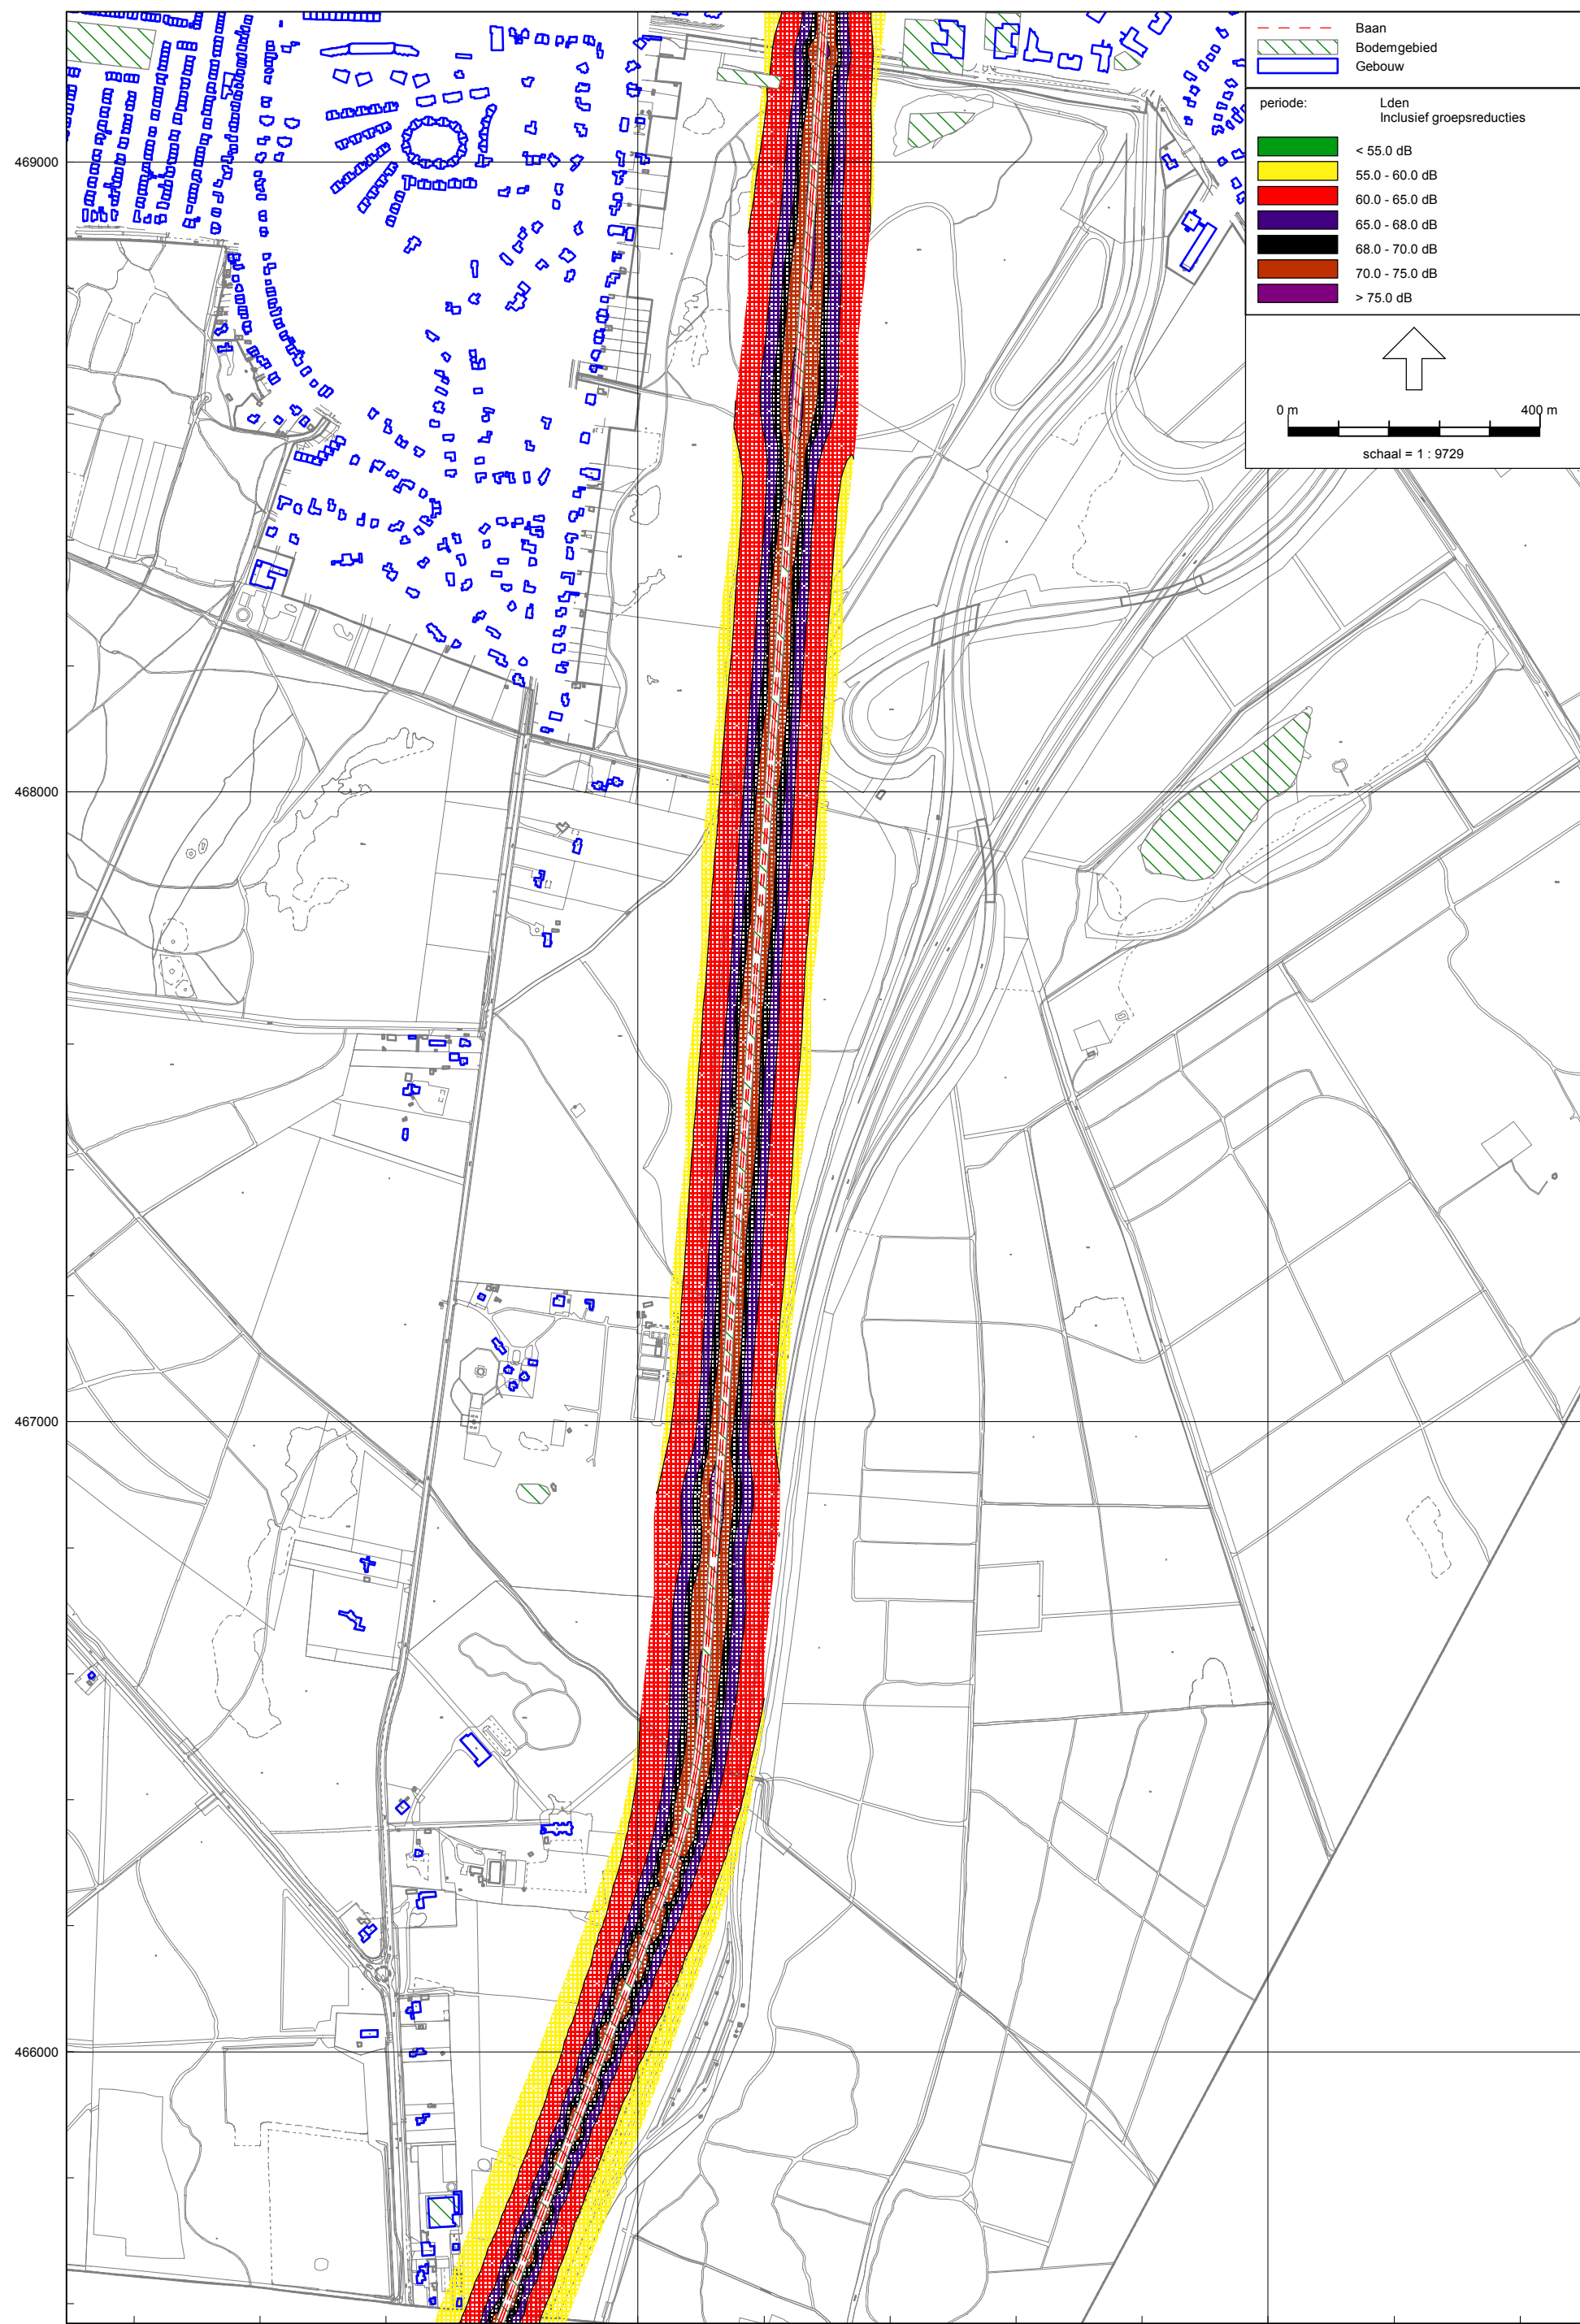 Baan
Bodemgebied
Gebouw
periode: Lden
Inclusief groepsreducties
< 55.0 dB
55.0 - 60.0 dB
60.0 - 65.0 dB
65.0 - 68.0 dB
68.0 - 70.0 dB
70.0 - 75.0 dB
> 75.0 dB
0 m 400 m
schaal = 1 : 9729
469000
468000
467000
466000